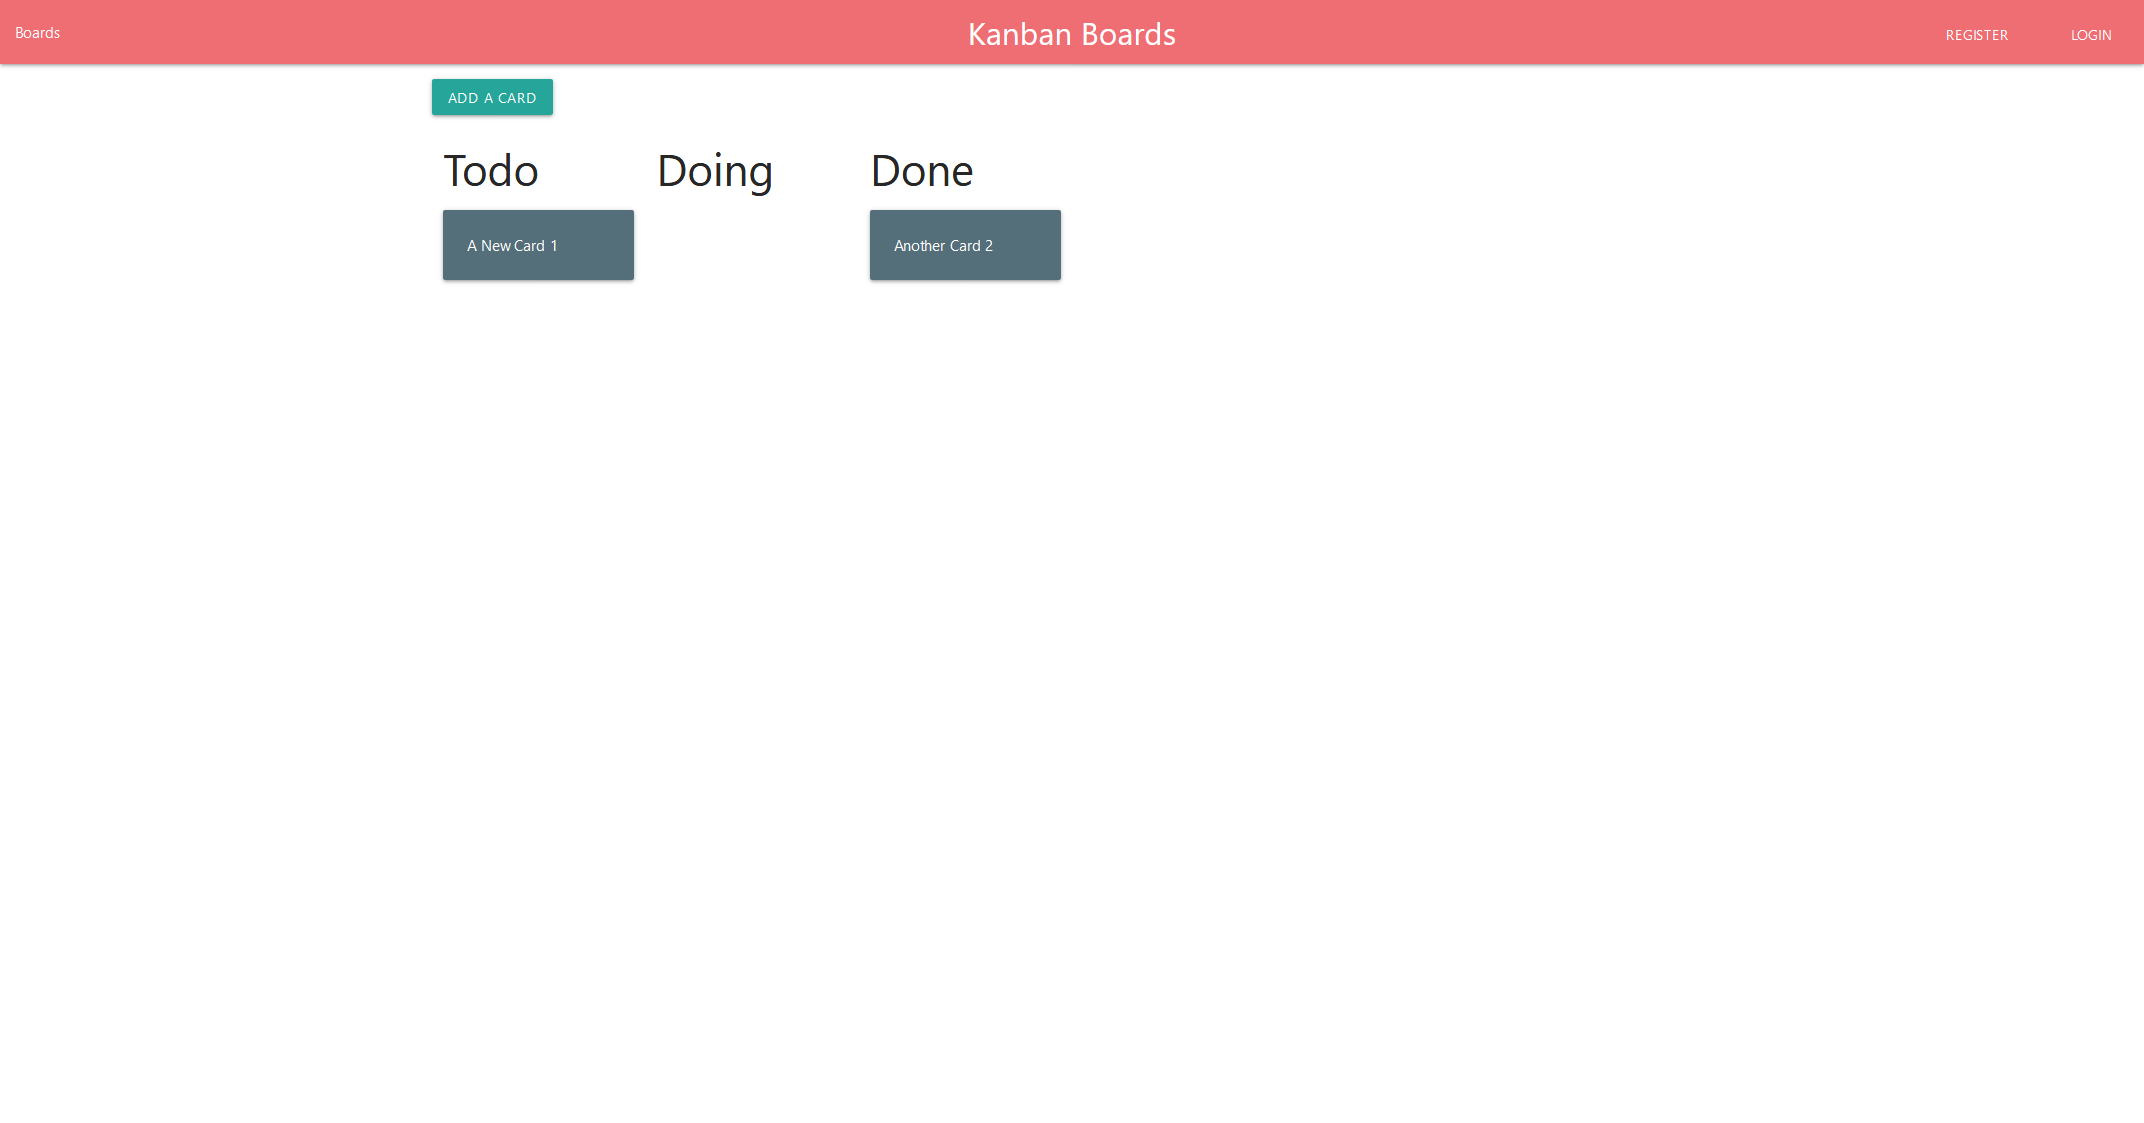 Boards
Kanban Boards
REGISTER
LOGIN
ADD A CARD
Todo
Doing
Done
A New Card 1
Another Card 2